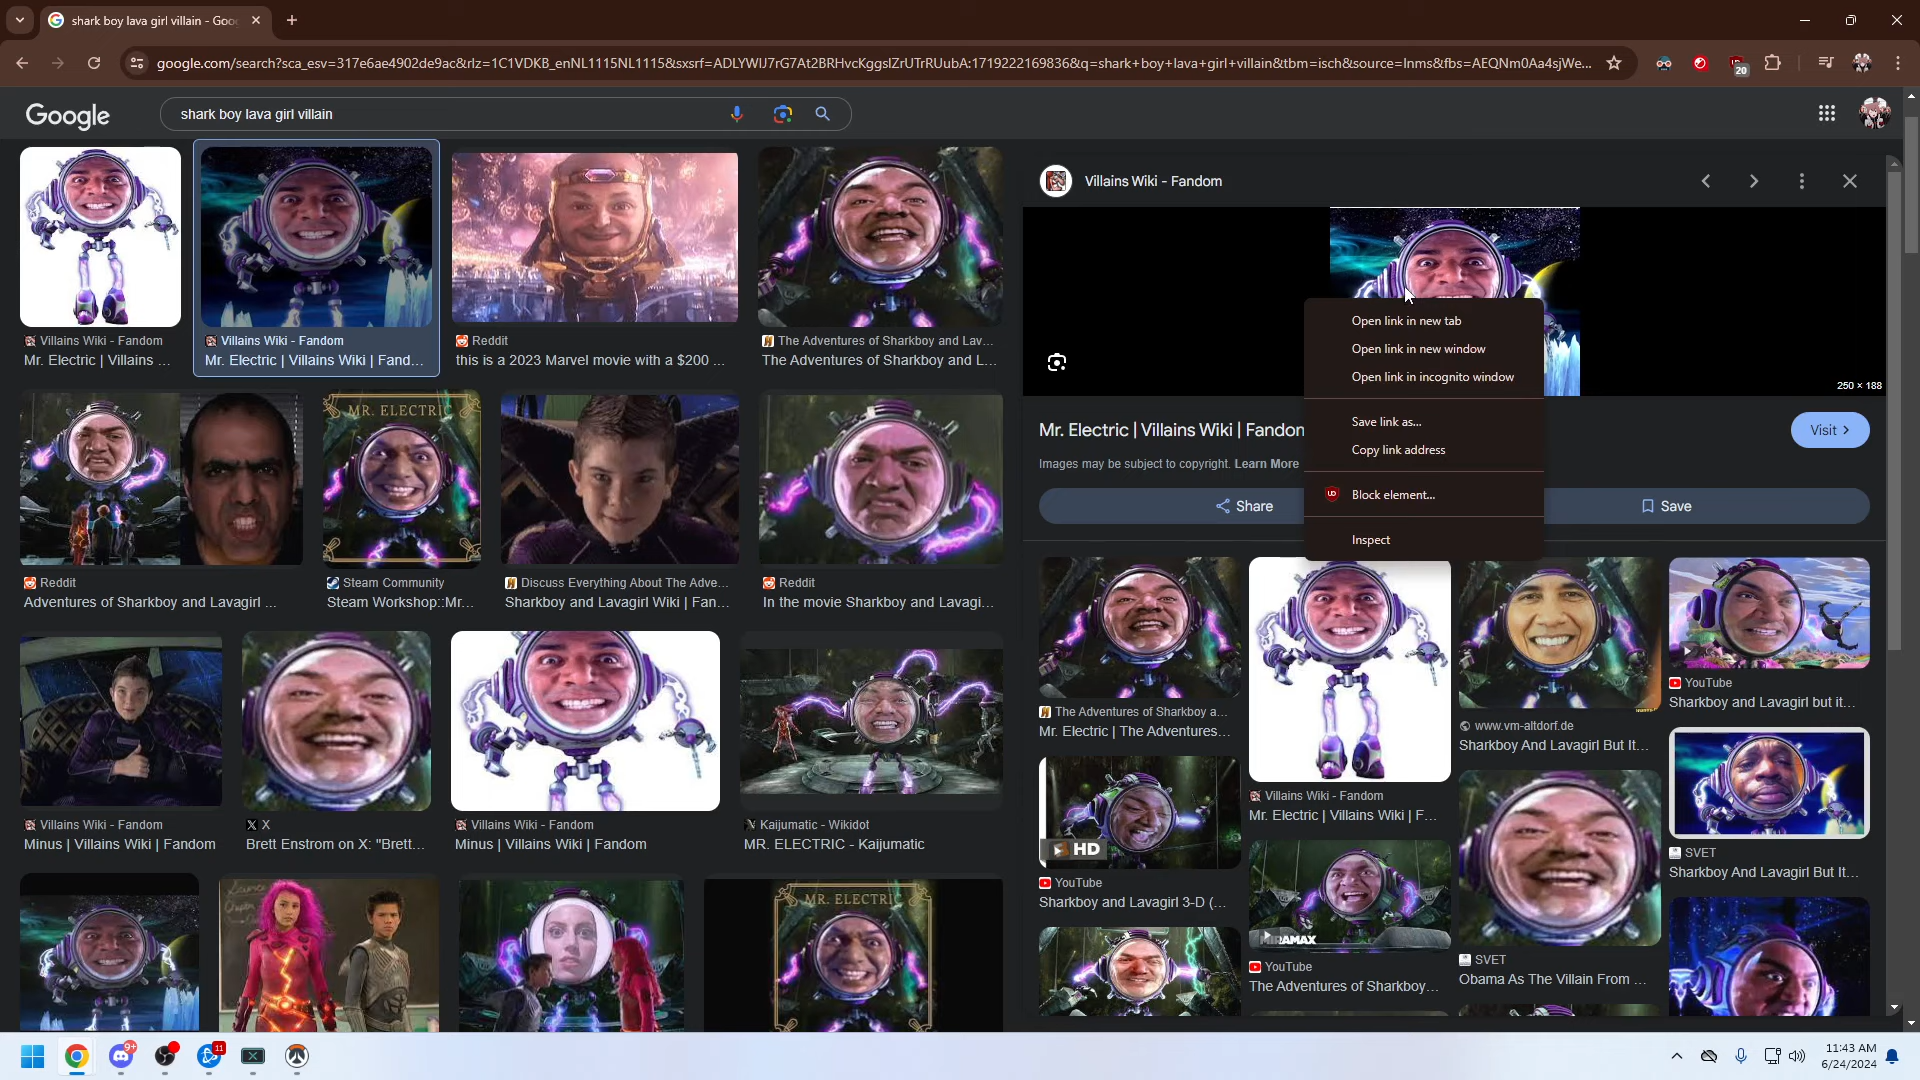 shark boy lava girl villain - Goo
google.com/search?sca_esv=317e6ae4902de9ac&rlz=1C1VDKB_enNL1115NL1115&sxsrf=ADLYWIJ7rG7At2BRHvcKggslZrUTrRUubA:1719222169836&q=shark+boy+lava+girl+villain&tbm=isch&source=lnms&fbs=AEQNm0Aa4sjWe...
20
Google
shark boy lava girl villain
Villains Wiki - Fandom
Mr. Electric | Villains ...
Villains Wiki - Fandom
Mr. Electric | Villains Wiki | Fand...
Reddit
this is a 2023 Marvel movie with a $200 ...
The Adventures of Sharkboy and Lav...
The Adventures of Sharkboy and L...
MR. ELECTRIC
Reddit
Adventures of Sharkboy and Lavagirl ...
Steam Community
Steam Workshop::Mr...
Discuss Everything About The Adve...
Sharkboy and Lavagirl Wiki | Fan...
Reddit
In the movie Sharkboy and Lavagi...
Villains Wiki - Fandom
Minus | Villains Wiki | Fandom
X
Brett Enstrom on X: "Brett...
Villains Wiki - Fandom
Minus | Villains Wiki | Fandom
Kaijumatic - Wikidot
MR. ELECTRIC - Kaijumatic
MR. ELECTRIC
Villains Wiki - Fandom
250 × 188
Open link in new tab
Open link in new window
Open link in incognito window
Save link as...
Copy link address
Block element...
Inspect
Mr. Electric | Villains Wiki | Fandon
Visit
Images may be subject to copyright. Learn More
Share
Save
The Adventures of Sharkboy a...
Mr. Electric | The Adventures...
Villains Wiki - Fandom
Mr. Electric | Villains Wiki | F...
www.vm-altdorf.de
Sharkboy And Lavagirl But It...
YouTube
Sharkboy and Lavagirl but it...
SVET
Sharkboy And Lavagirl But It...
HD
YouTube
Sharkboy and Lavagirl 3-D (...
MIRAMAX
YouTube
The Adventures of Sharkboy...
SVET
Obama As The Villain From ...
9+
11
11:43 AM
6/24/2024